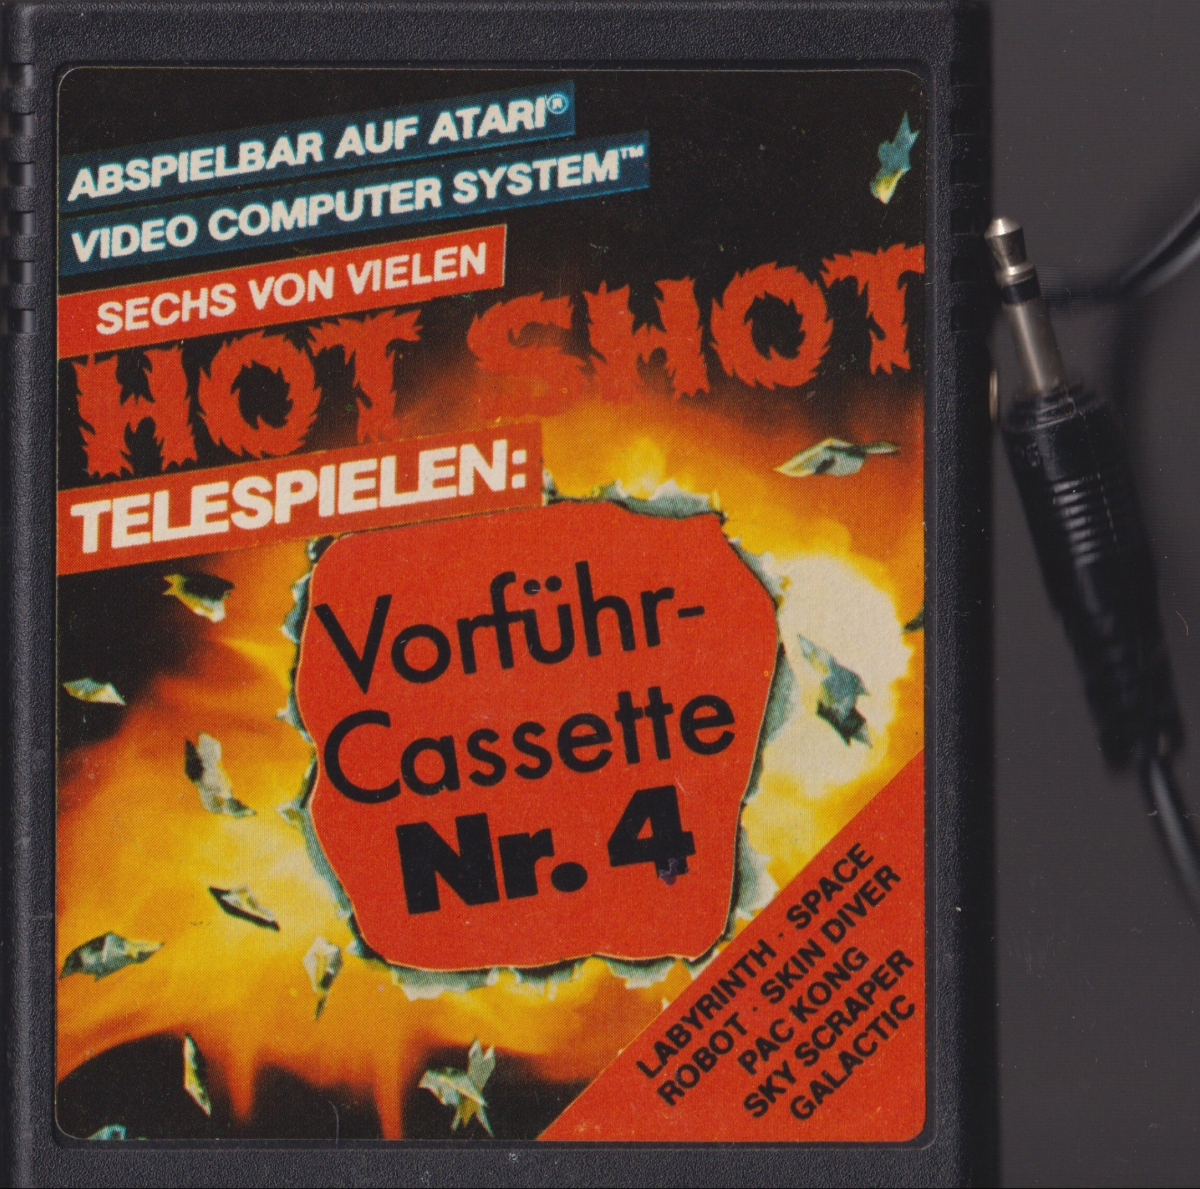 ABSPIELBAR AUF ATARI®
VIDEO COMPUTER SYSTEM™
SECHS VON VIELEN
HOT SHOT
TELESPIELEN:
Vorführ-
Cassette
Nr. 4
LABYRINTH · SPACE
ROBOT · SKIN DIVER
PAC KONG
SKY SCRAPER
GALACTIC